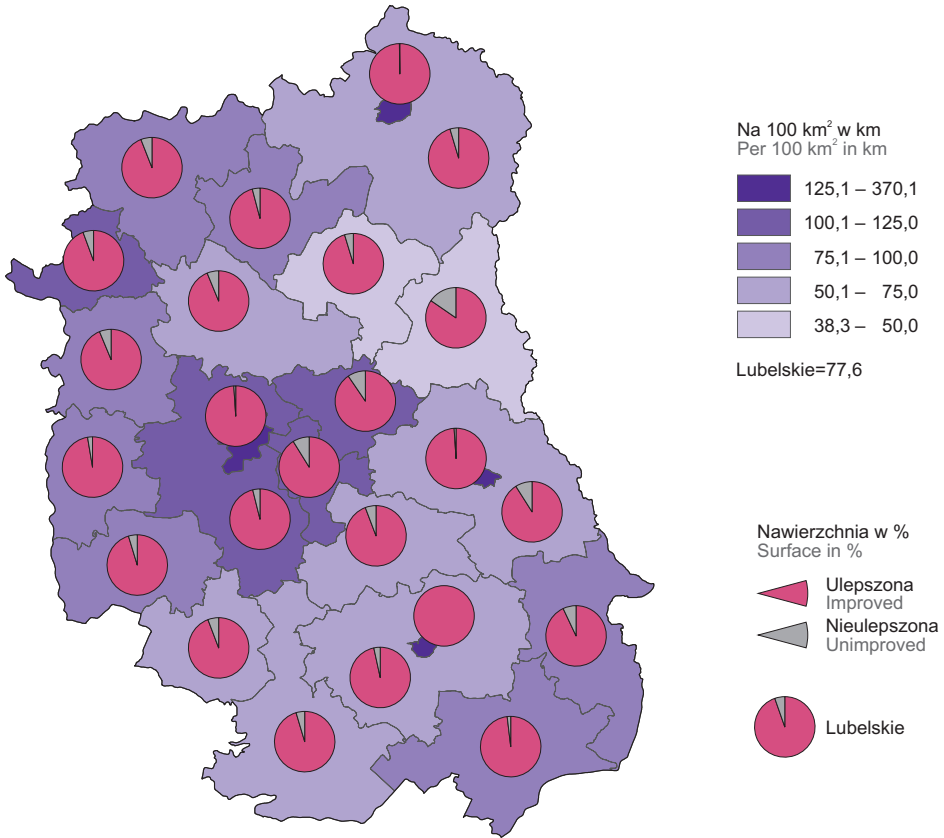 Na 100 km² w km
Per 100 km² in km
125,1 – 370,1
100,1 – 125,0
75,1 – 100,0
50,1 – 75,0
38,3 – 50,0
Lubelskie=77,6
Nawierzchnia w %
Surface in %
Ulepszona
Improved
Nieulepszona
Unimproved
Lubelskie